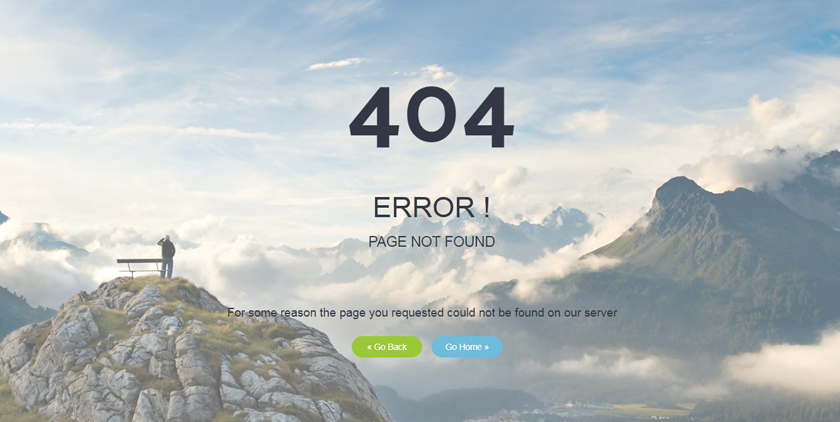 404
ERROR !
PAGE NOT FOUND
For some reason the page you requested could not be found on our server
« Go Back
Go Home »